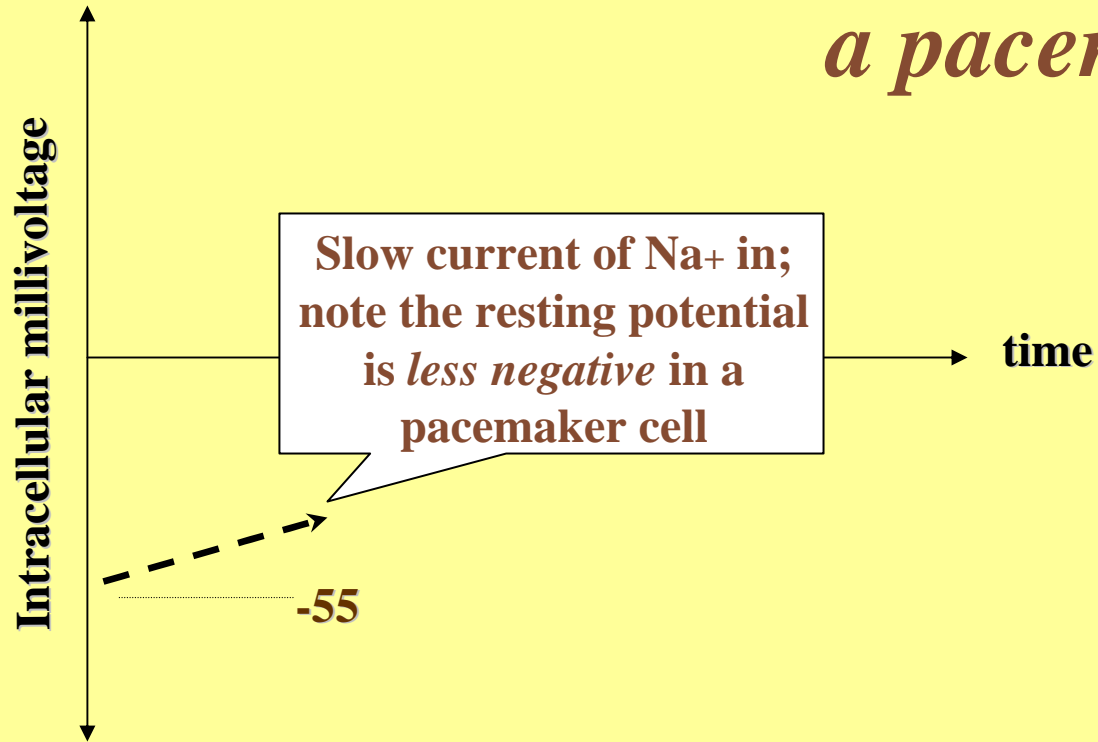 a pacer
Intracellular millivoltage
Slow current of Na+ in;
note the resting potential
is less negative in a
pacemaker cell
time
-55